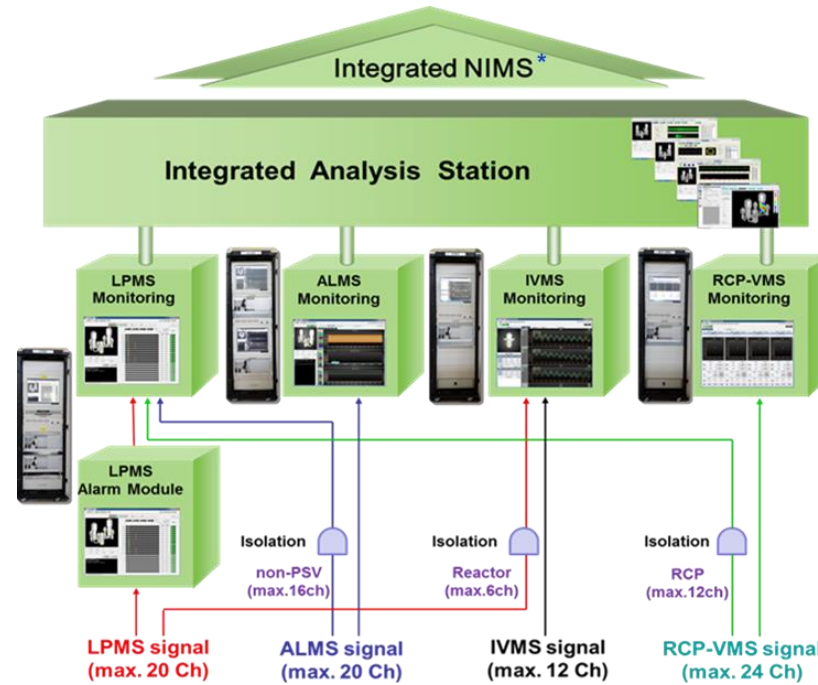 Integrated NIMS*
Integrated Analysis Station
LPMS
Monitoring
ALMS
Monitoring
IVMS
Monitoring
RCP-VMS
Monitoring
LPMS
Alarm Module
Isolation
non-PSV
(max.16ch)
Isolation
Reactor
(max.6ch)
Isolation
RCP
(max.12ch)
LPMS signal
(max. 20 Ch)
ALMS signal
(max. 20 Ch)
IVMS signal
(max. 12 Ch)
RCP-VMS signal
(max. 24 Ch)